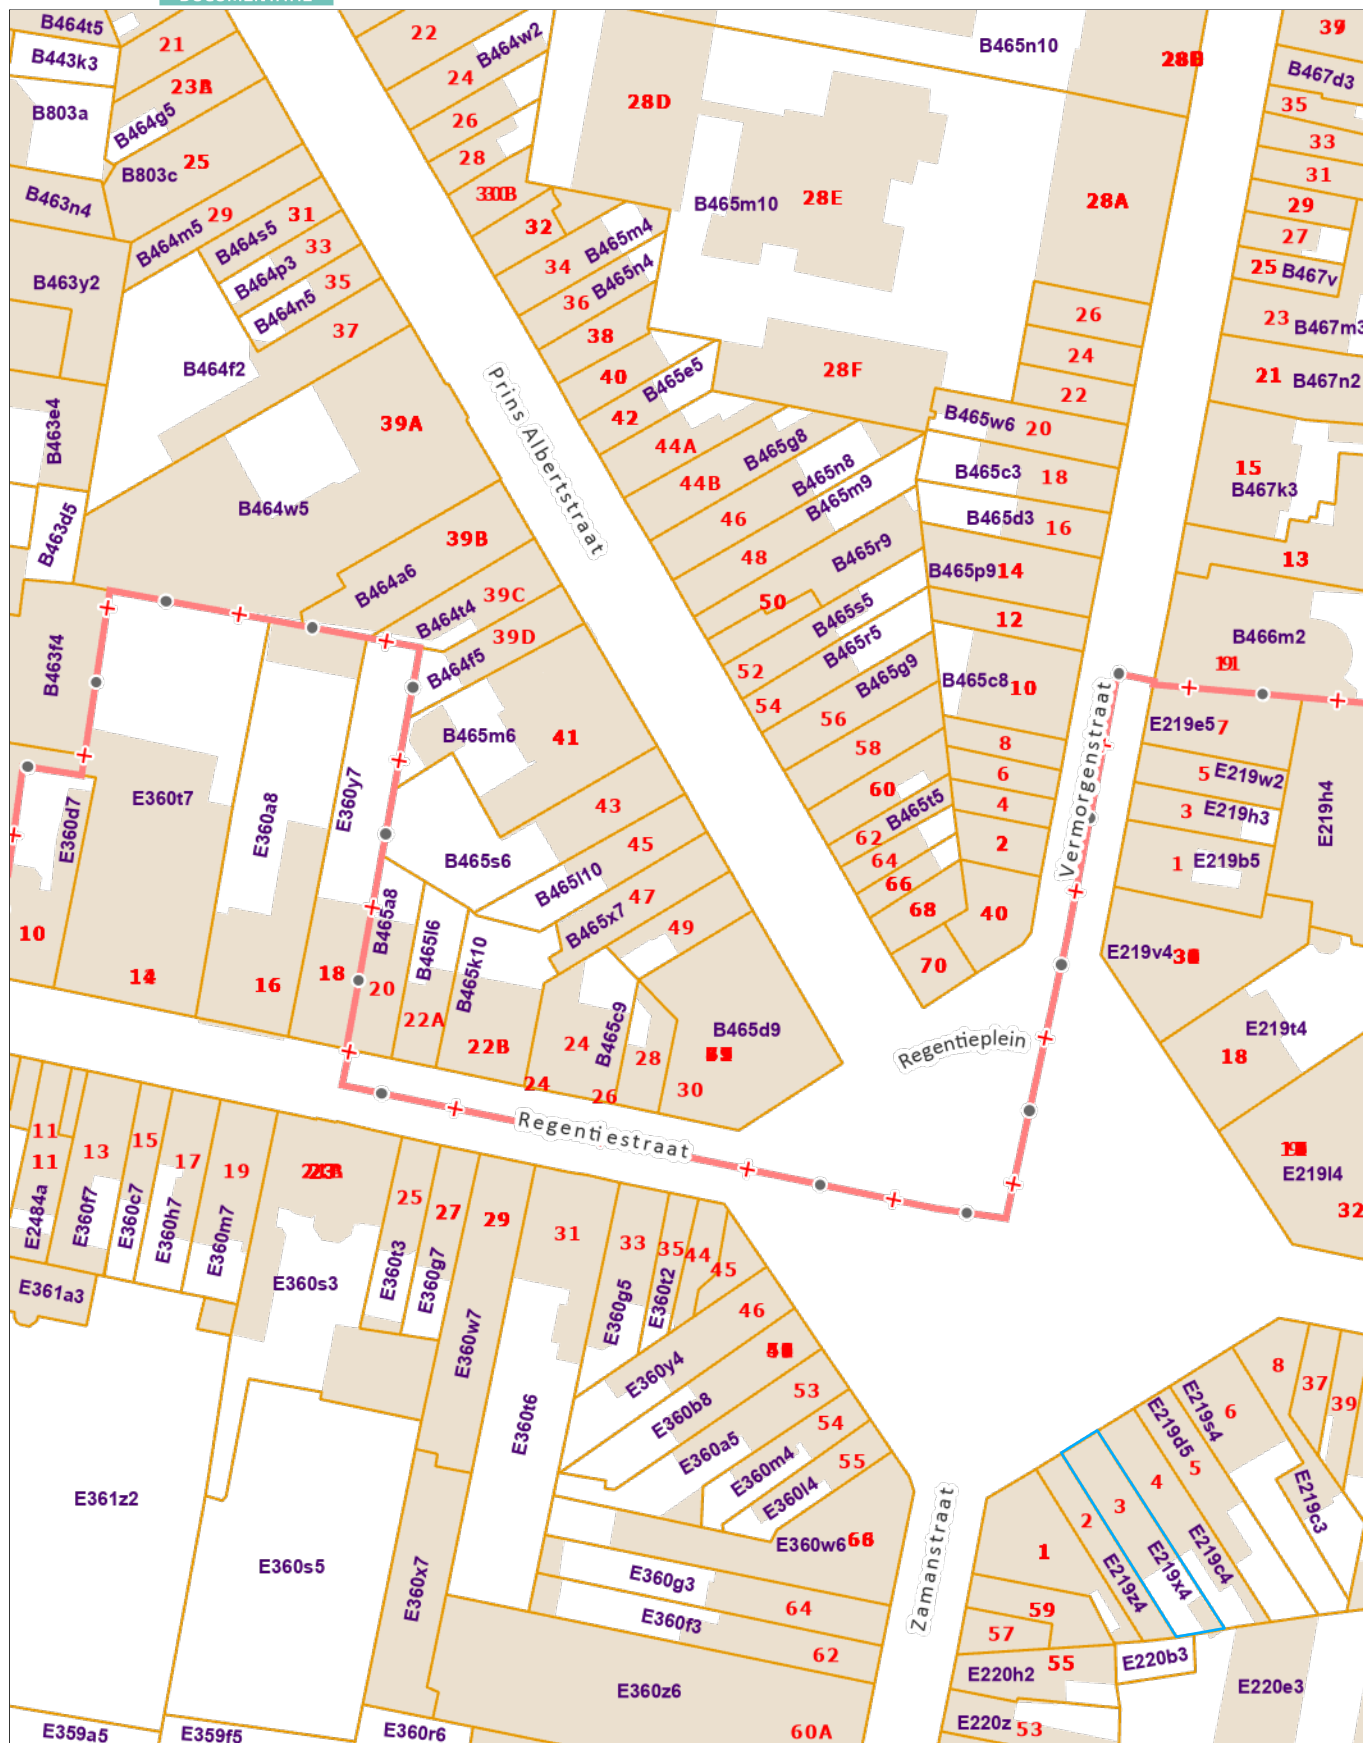 B464t5
21
22
B464w2
B465n10
28B
39
B443k3
23B
24
B467d3
B803a
B464g5
26
28D
35
33
B803c
25
28
31
B463n4
29
31
30B
B465m10
28E
28A
29
B464m5
B464s5
33
32
B465m4
27
B463y2
B464p3
35
34
B465n4
25
B467v
B464n5
37
36
26
23
B467m3
38
24
B464f2
40
B465e5
28F
22
21
B467n2
B463e4
39A
42
B465w6
20
Prins Albertstraat
44A
B465g8
B465n8
B465c3
18
15
B467k3
B464w5
44B
B465m9
B465d3
16
B463d5
39B
46
48
B465r9
13
B464a6
39C
50
B465p9
14
B464t4
39D
B465s5
12
B466m2
B463f4
B464f5
52
B465r5
B465c8
10
54
B465g9
E219e5
7
B465m6
41
56
8
Vermorgenstraat
58
6
5
E219w2
E360t7
E360a8
E360y7
60
4
3
E219h3
E219h4
E360d7
43
B465t5
2
62
1
E219b5
B465s6
45
64
B465l10
66
47
68
40
10
B465a8
B465l6
B465x7
49
E219v4
14
16
18
20
B465k10
70
22A
22B
24
B465c9
28
B465d9
Regentieplein
E219t4
18
24
26
30
Regentiestraat
11
13
15
17
19
25
27
29
31
33
35
44
45
E219l4
32
11
E2484a
E360f7
E360c7
E360h7
E360m7
E360t3
E360g7
E360g5
E360t2
E361a3
E360s3
46
E360w7
E360y4
53
8
37
39
E360t6
E360b8
54
6
E219s4
E219d5
E360a5
55
5
E361z2
E360m4
4
3
2
E219c3
E360l4
Zamanstraat
E360s5
E360w6
1
E219c4
E219x4
E219z4
E360x7
E360g3
64
59
E360f3
57
62
55
E220b3
E220h2
E360z6
E220e3
E359a5
E359f5
E360r6
60A
E220z
53